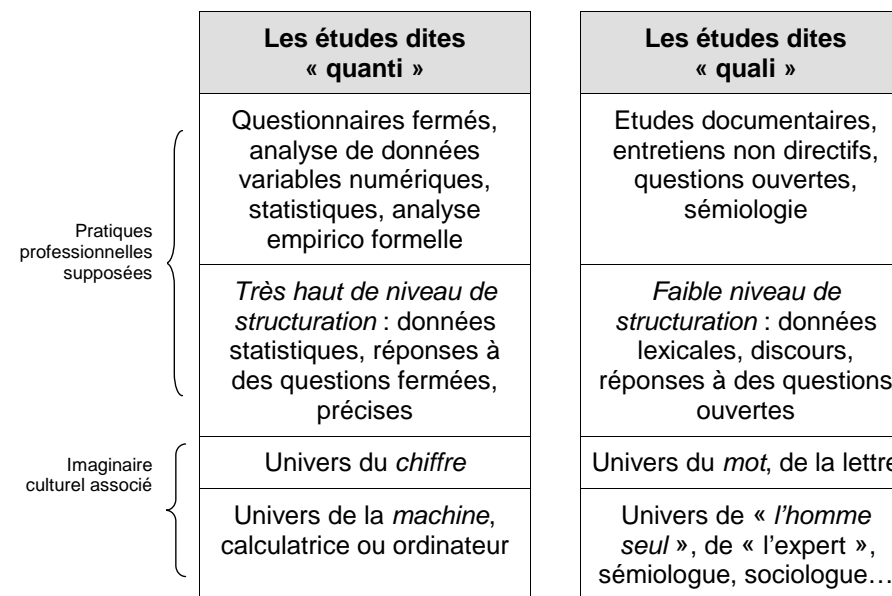 Les études dites
« quanti »
Questionnaires fermés,
analyse de données
variables numériques,
statistiques, analyse
empirico formelle
Très haut de niveau de
structuration : données
statistiques, réponses à
des questions fermées,
précises
Univers du chiffre
Univers de la machine,
calculatrice ou ordinateur
Les études dites
« quali »
Etudes documentaires,
entretiens non directifs,
questions ouvertes,
sémiologie
Faible niveau de
structuration : données
lexicales, discours,
réponses à des questions
ouvertes
Univers du mot, de la lettre
Univers de « l'homme
seul », de « l'expert »,
sémiologue, sociologue…
Pratiques
professionnelles
supposées
Imaginaire
culturel associé